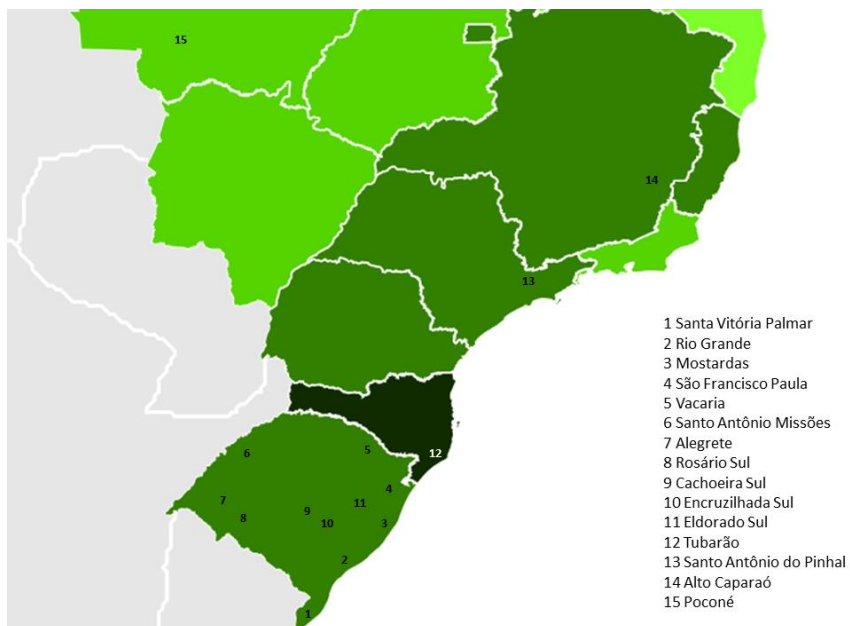 15
14
13
12
5
6
4
7
11
9
8
10
3
2
1
1 Santa Vitória Palmar
2 Rio Grande
3 Mostardas
4 São Francisco Paula
5 Vacaria
6 Santo Antônio Missões
7 Alegrete
8 Rosário Sul
9 Cachoeira Sul
10 Encruzilhada Sul
11 Eldorado Sul
12 Tubarão
13 Santo Antônio do Pinhal
14 Alto Caparaó
15 Poconé